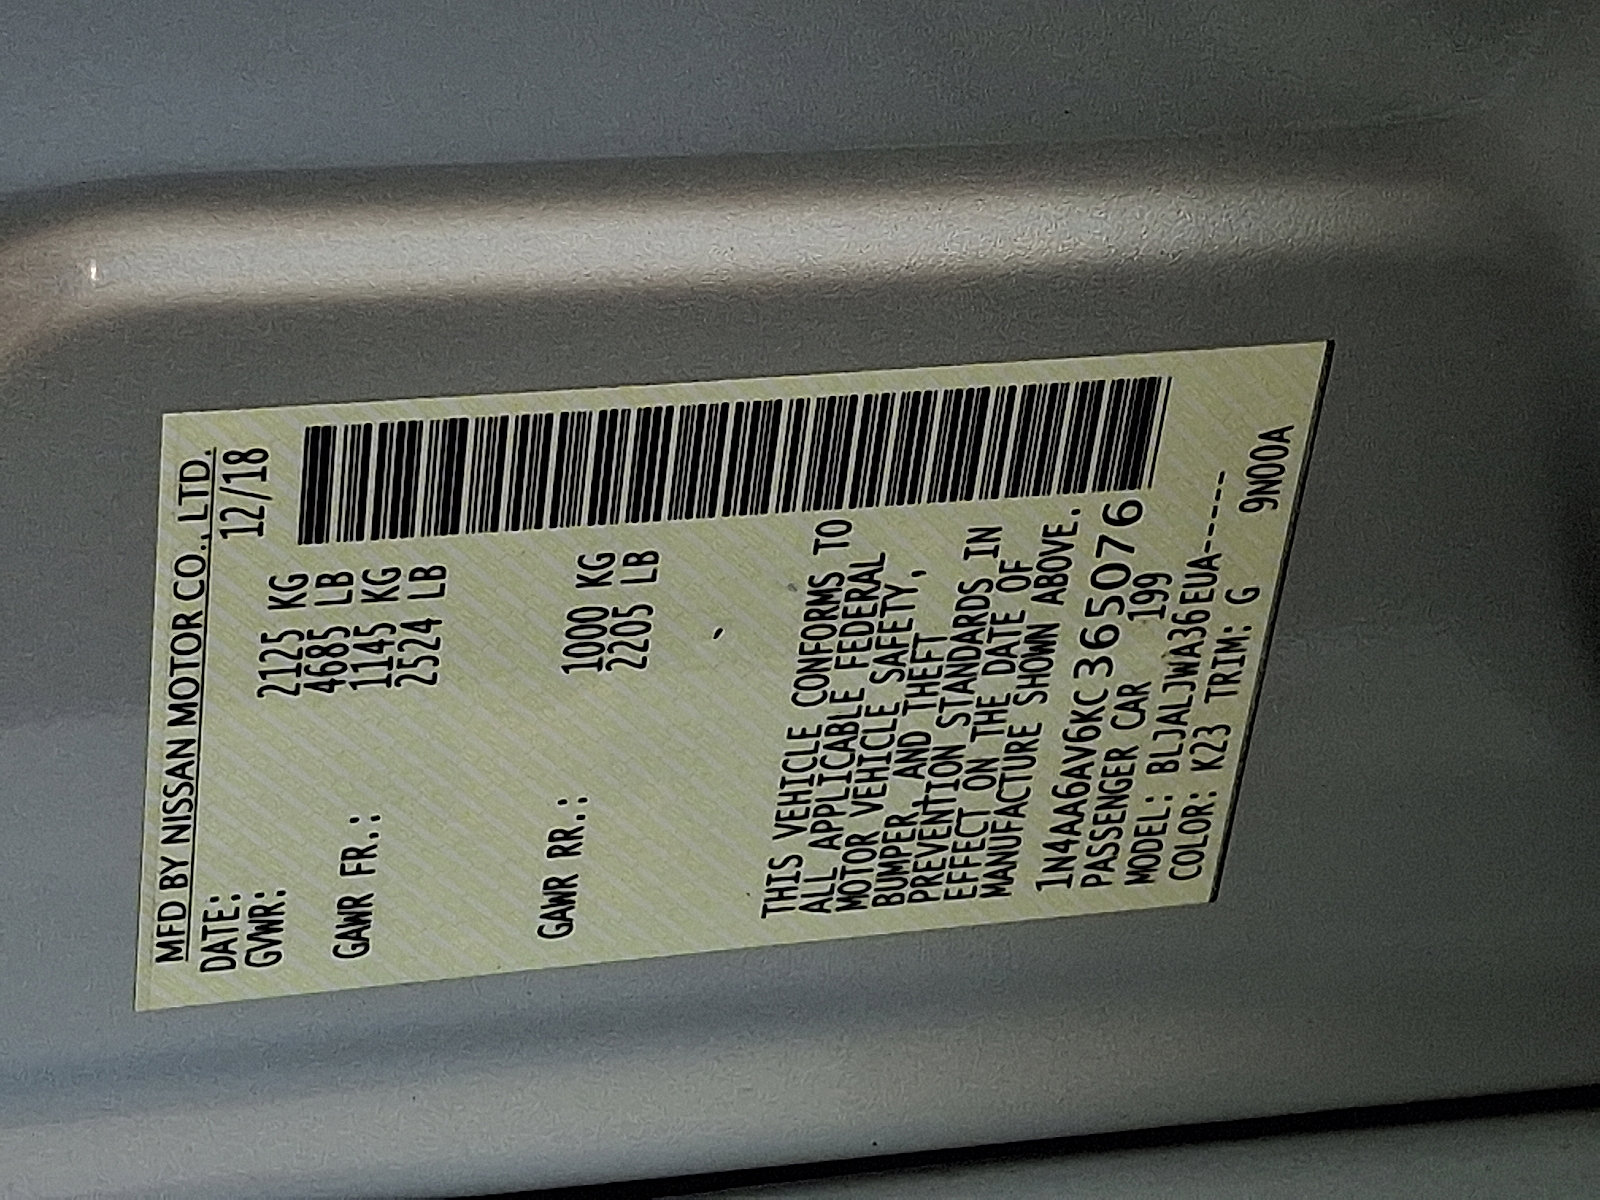 MFD BY NISSAN MOTOR CO., LTD.
DATE: 12/18
GVWR: 2125 KG
4685 LB
GAWR FR.: 1145 KG
2524 LB
GAWR RR.: 1000 KG
2205 LB
THIS VEHICLE CONFORMS TO
ALL APPLICABLE FEDERAL
MOTOR VEHICLE SAFETY,
BUMPER, AND THEFT
PREVENTION STANDARDS IN
EFFECT ON THE DATE OF
MANUFACTURE SHOWN ABOVE.
1N4AA6AV6KC365076
PASSENGER CAR 199
MODEL: BLJALJWA36EUA-----
COLOR: K23 TRIM: G 9N00A